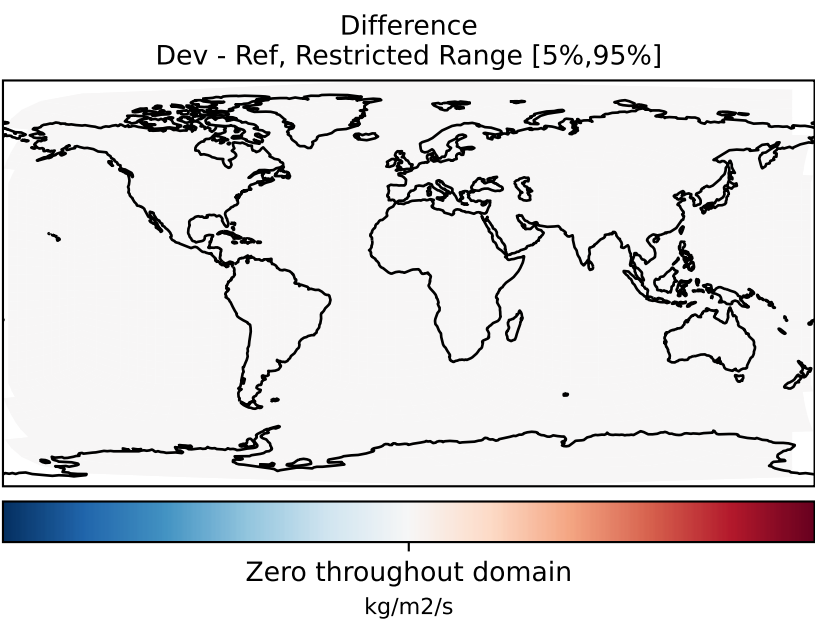 Difference
Dev - Ref, Restricted Range [5%,95%]
Zero throughout domain
kg/m2/s